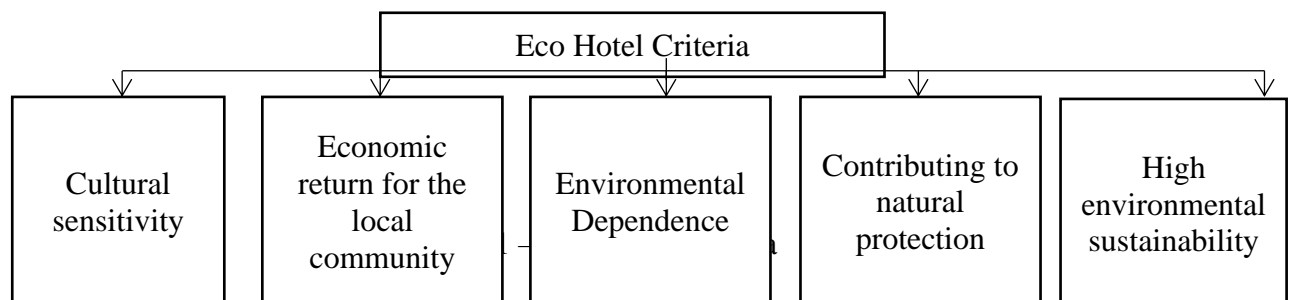 Eco Hotel Criteria
Cultural
sensitivity
Economic
return for the
local
community
Environmental
Dependence
Contributing to
natural
protection
High
environmental
sustainability